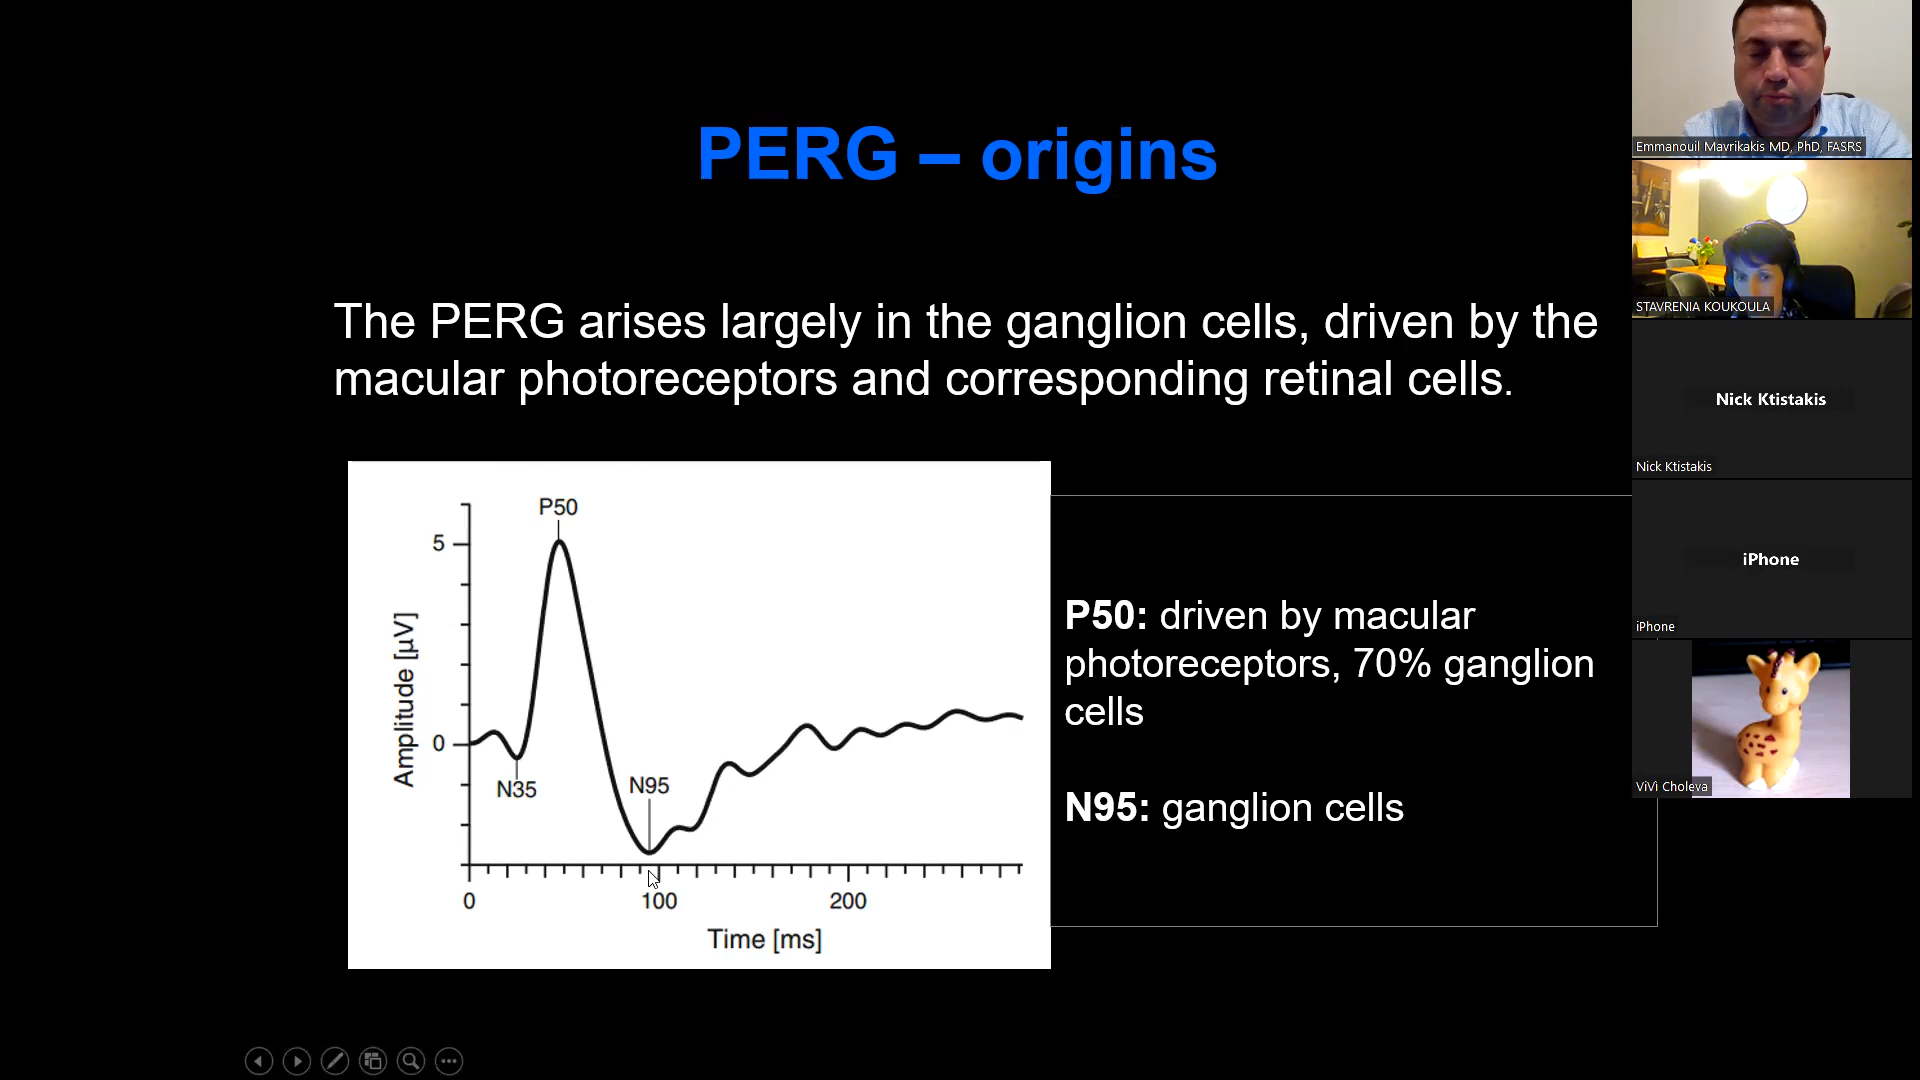 PERG – origins
The PERG arises largely in the ganglion cells, driven by the
macular photoreceptors and corresponding retinal cells.
P50
5
0
N35
N95
Amplitude [µV]
0
100
200
Time [ms]
P50: driven by macular
photoreceptors, 70% ganglion
cells
N95: ganglion cells
Emmanouil Mavrikakis MD, PhD, FASRS
STAVRENIA KOUKOULA
Nick Ktistakis
Nick Ktistakis
iPhone
iPhone
ViVi Choleva